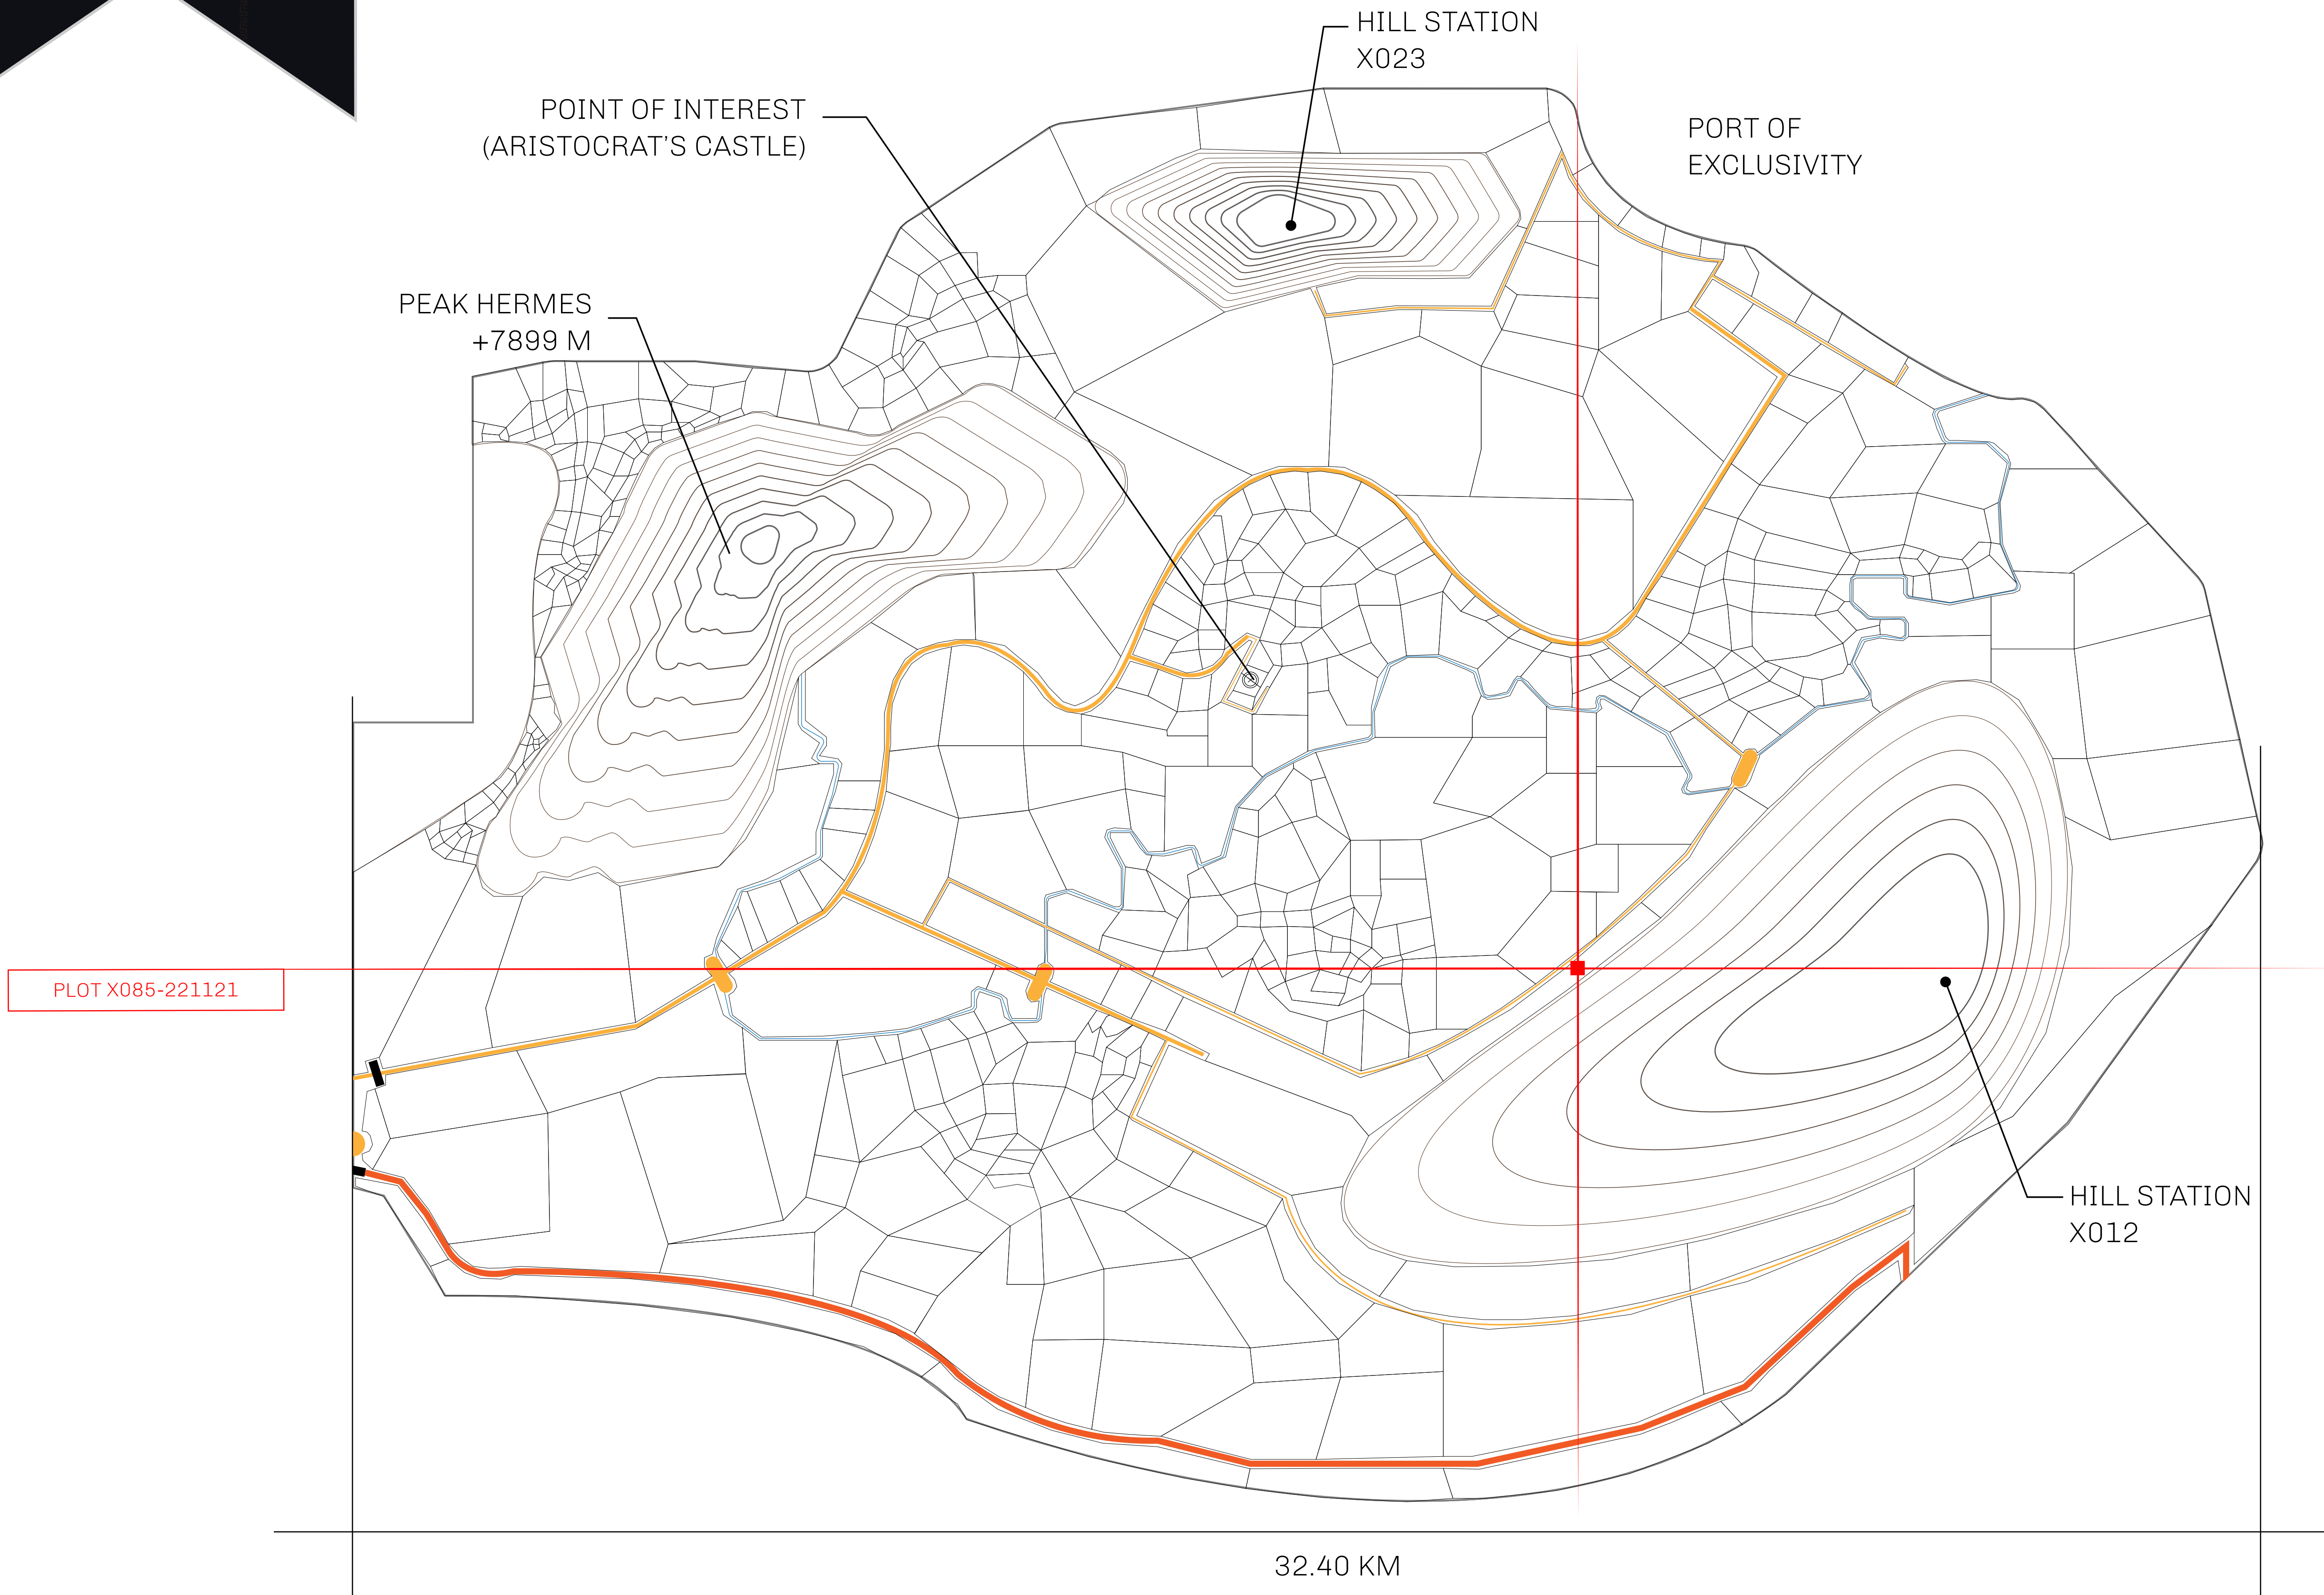 HILL STATION
X023
POINT OF INTEREST
(ARISTOCRAT'S CASTLE)
PORT OF
EXCLUSIVITY
PEAK HERMES
+7899 M
PLOT X085-221121
HILL STATION
X012
32.40 KM